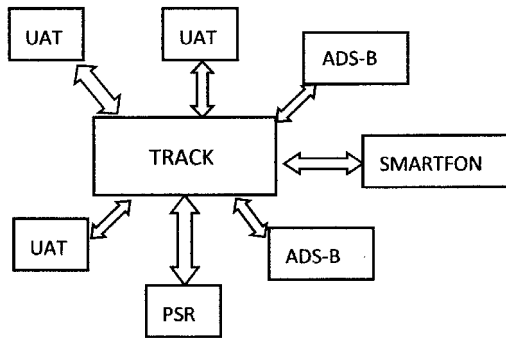 UAT
UAT
ADS-B
TRACK
SMARTFON
UAT
ADS-B
PSR